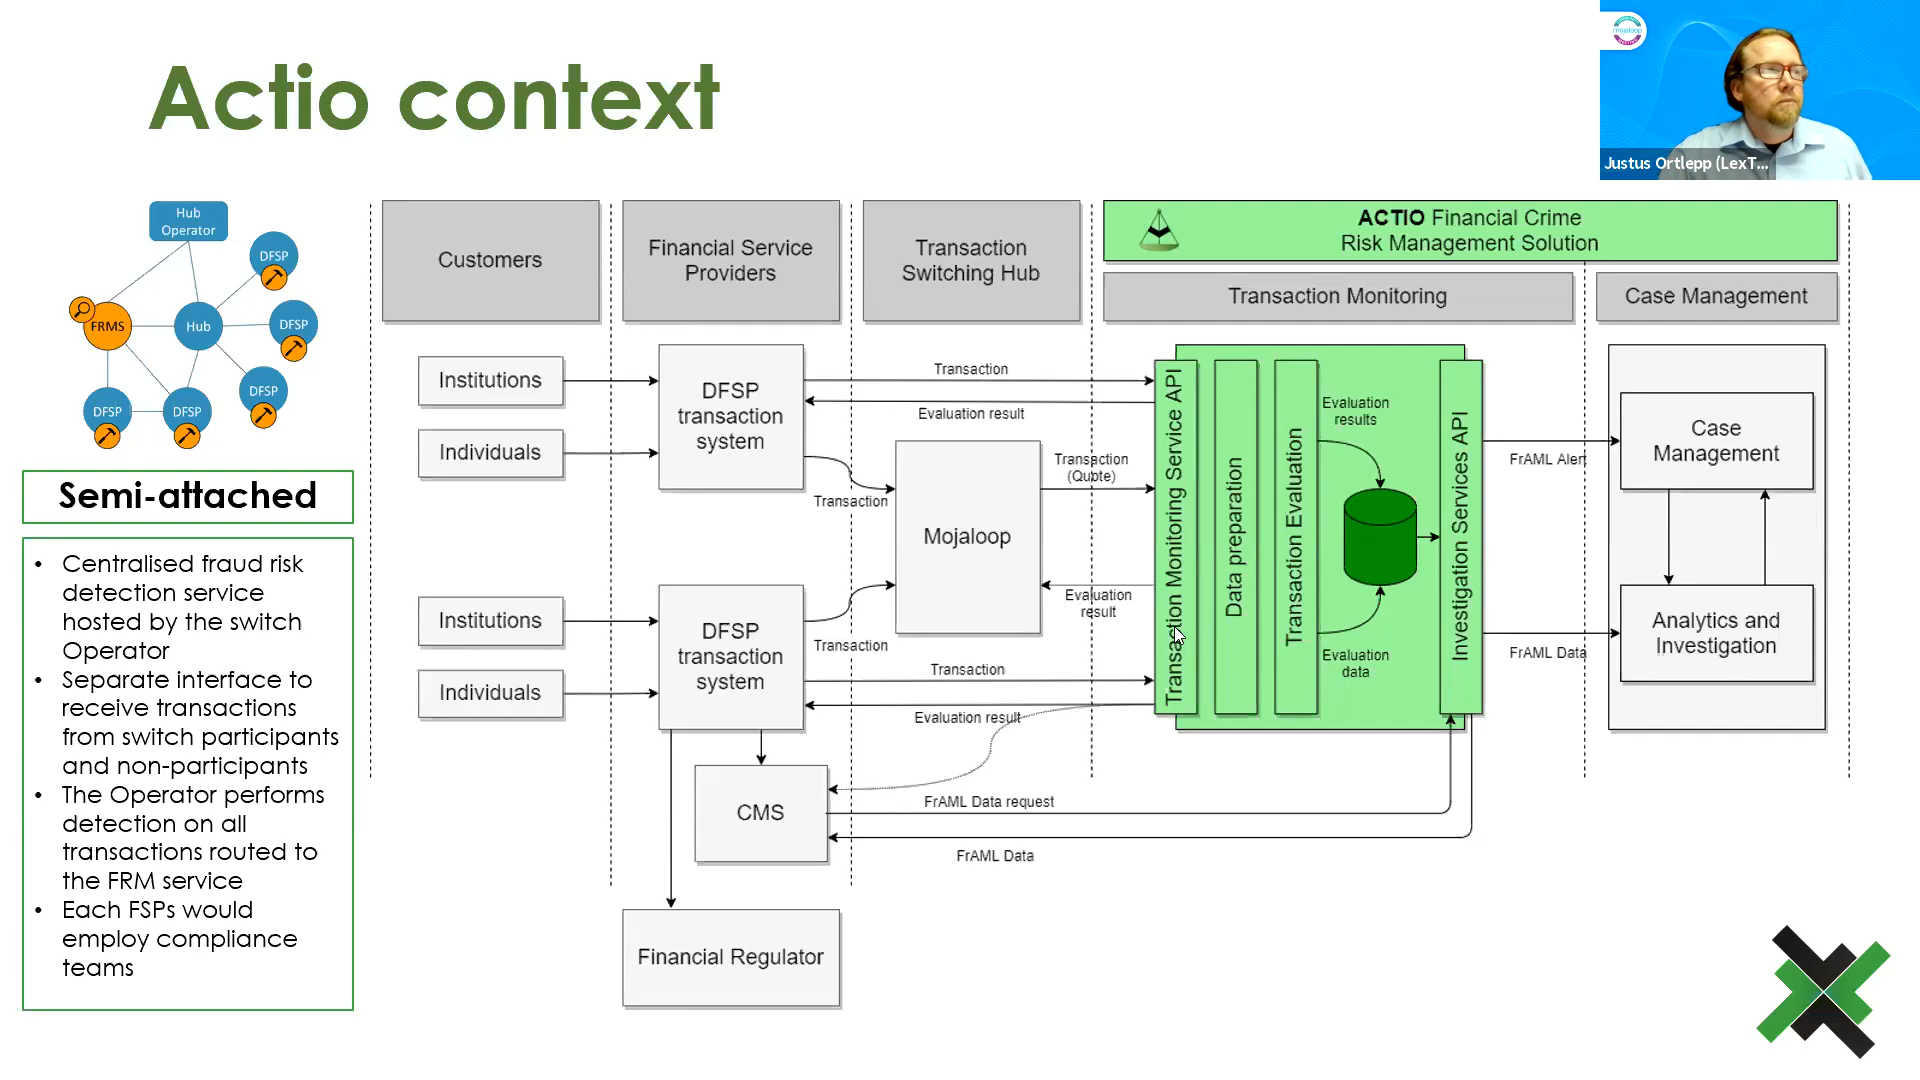 Actio context
mojaloop
Justus Ortlepp (LexT...
Hub
Operator
DFSP
FRMS
Hub
DFSP
DFSP
DFSP
DFSP
Semi-attached
• Centralised fraud risk
detection service
hosted by the switch
Operator
• Separate interface to
receive transactions
from switch participants
and non-participants
• The Operator performs
detection on all
transactions routed to
the FRM service
• Each FSPs would
employ compliance
teams
Customers
Financial Service
Providers
Transaction
Switching Hub
ACTIO Financial Crime
Risk Management Solution
Transaction Monitoring
Case Management
Institutions
Individuals
DFSP
transaction
system
Transaction
Evaluation result
Transaction
Mojaloop
Transaction
(Quote)
Evaluation
result
Institutions
Individuals
DFSP
transaction
system
Transaction
Transaction
Evaluation result
Transaction Monitoring Service API
Data preparation
Transaction Evaluation
Evaluation
results
Evaluation
data
Investigation Services API
FrAML Alert
FrAML Data
Case
Management
Analytics and
Investigation
CMS
FrAML Data request
FrAML Data
Financial Regulator